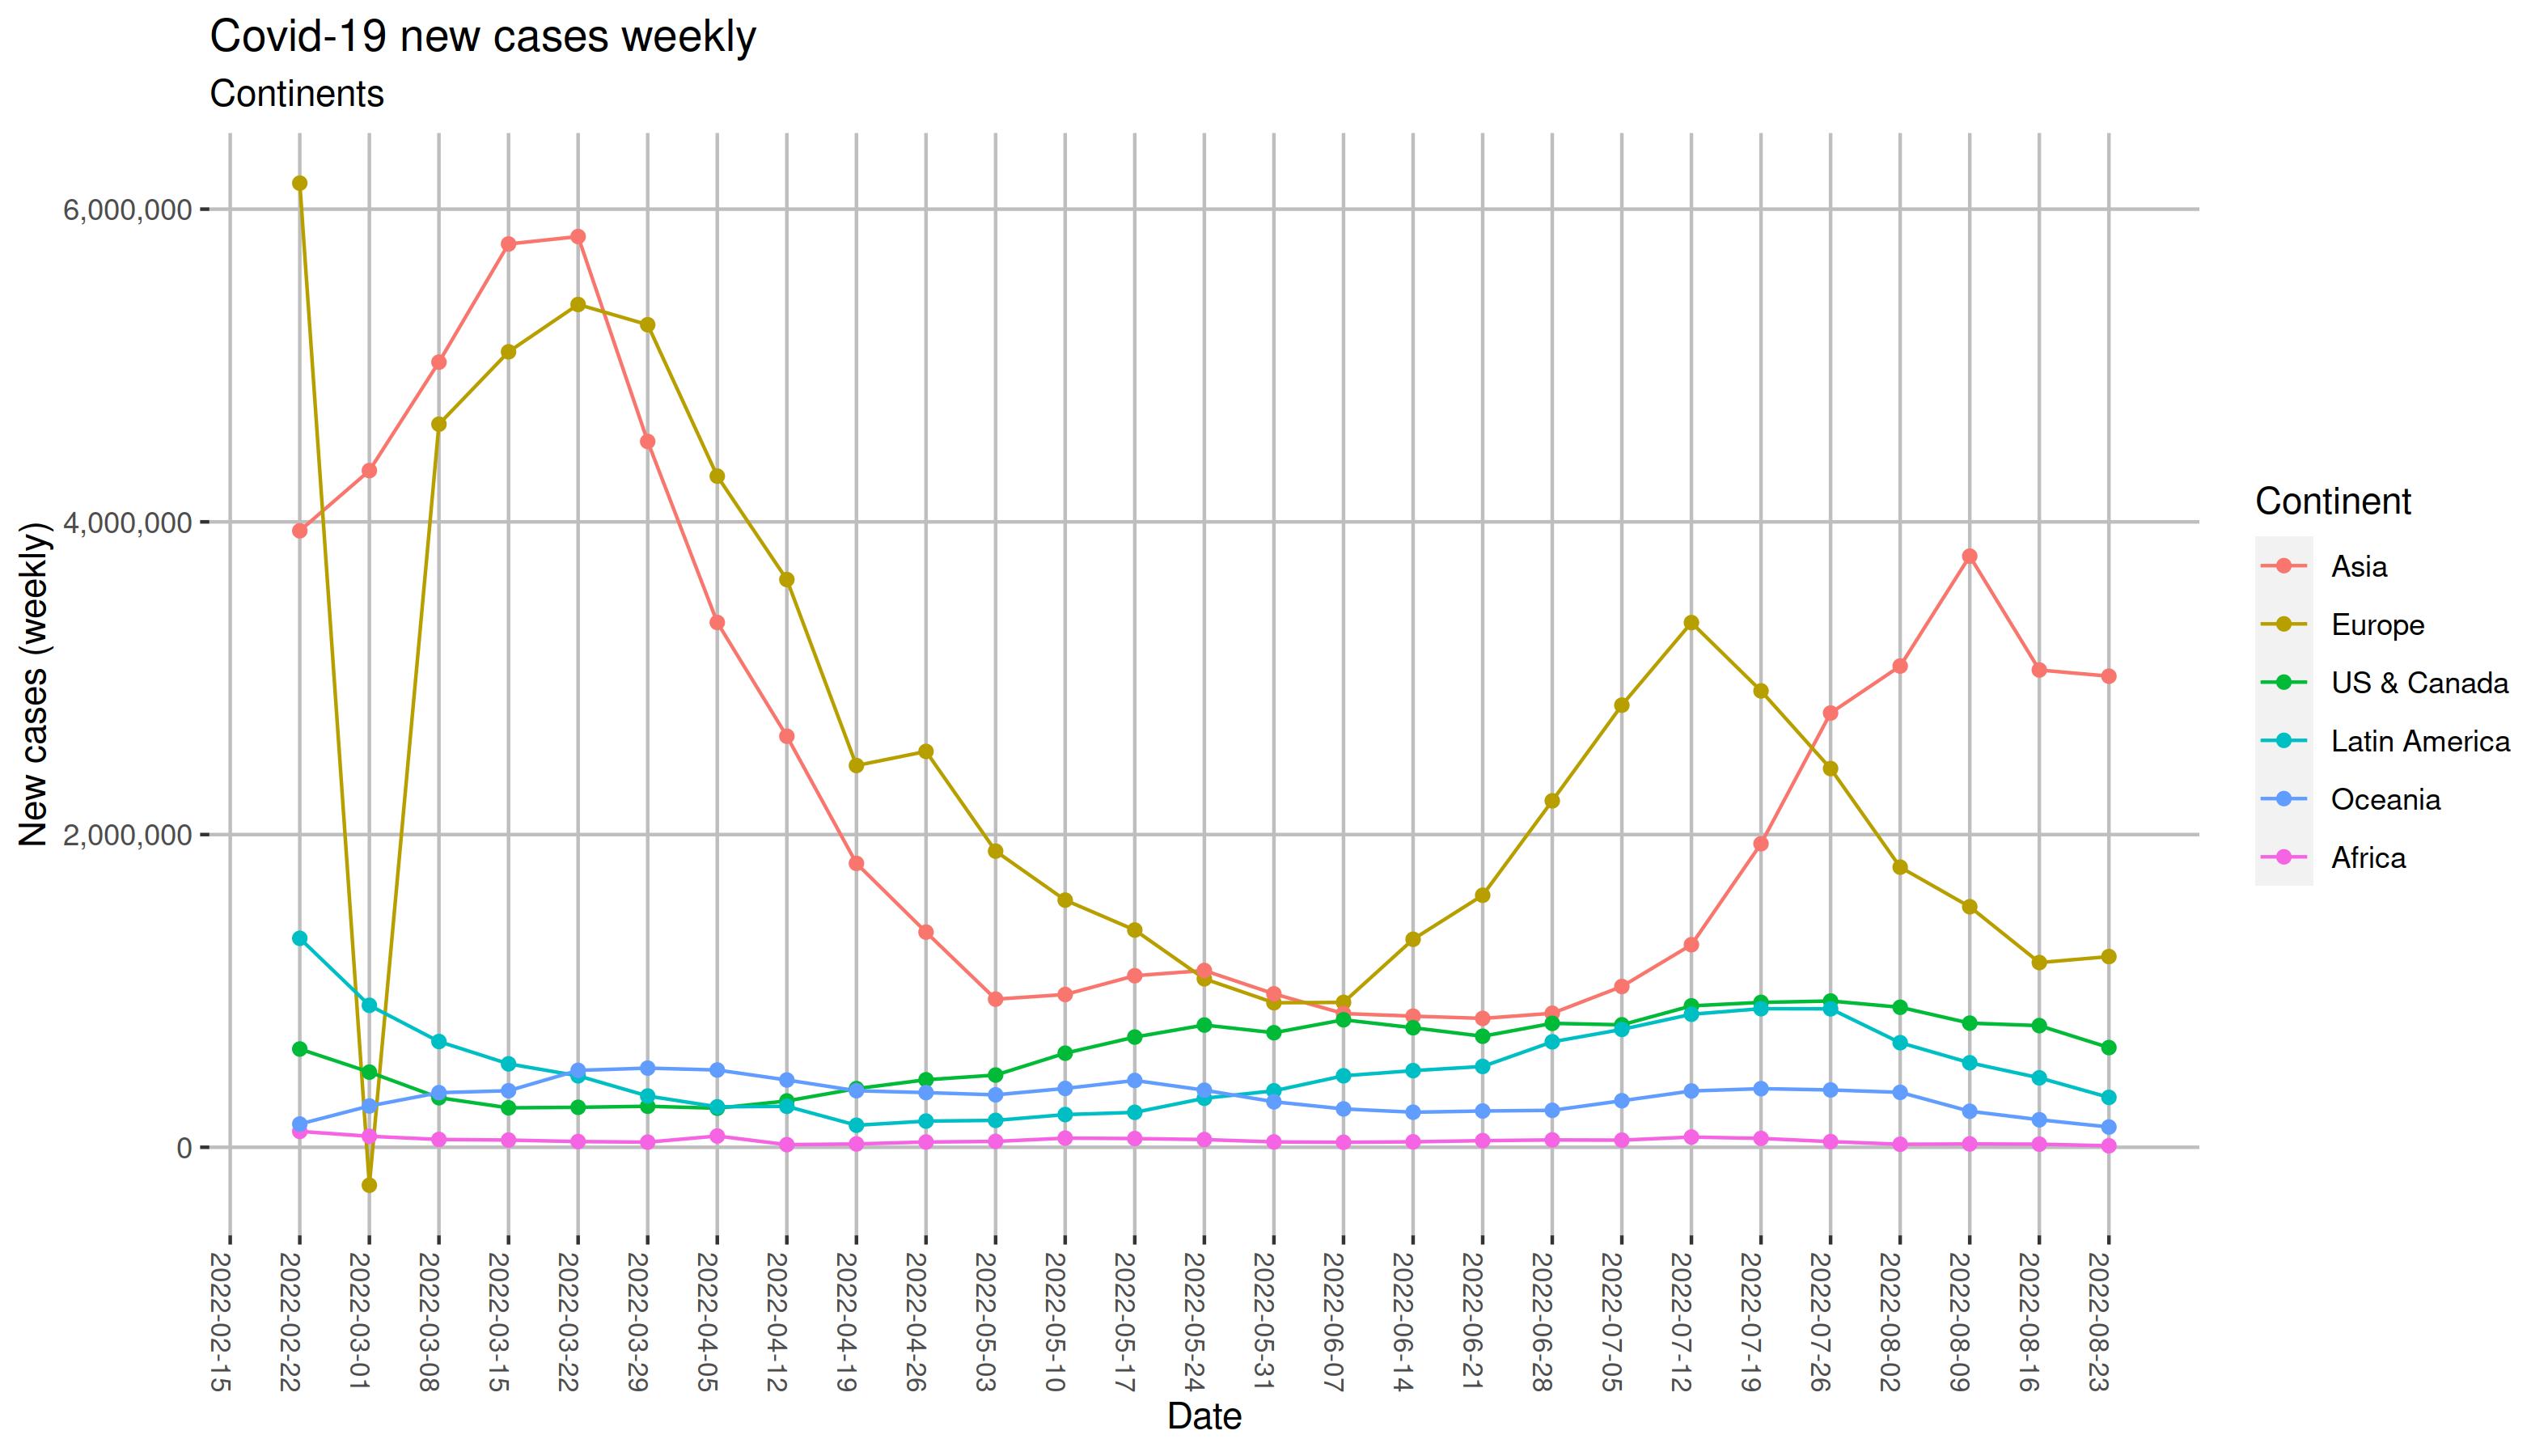 Covid-19 new cases weekly
Continents
New cases (weekly)
6,000,000
4,000,000
2,000,000
0
2022-02-15
2022-02-22
2022-03-01
2022-03-08
2022-03-15
2022-03-22
2022-03-29
2022-04-05
2022-04-12
2022-04-19
2022-04-26
2022-05-03
2022-05-10
2022-05-17
2022-05-24
2022-05-31
2022-06-07
2022-06-14
2022-06-21
2022-06-28
2022-07-05
2022-07-12
2022-07-19
2022-07-26
2022-08-02
2022-08-09
2022-08-16
2022-08-23
Date
Continent
Asia
Europe
US & Canada
Latin America
Oceania
Africa